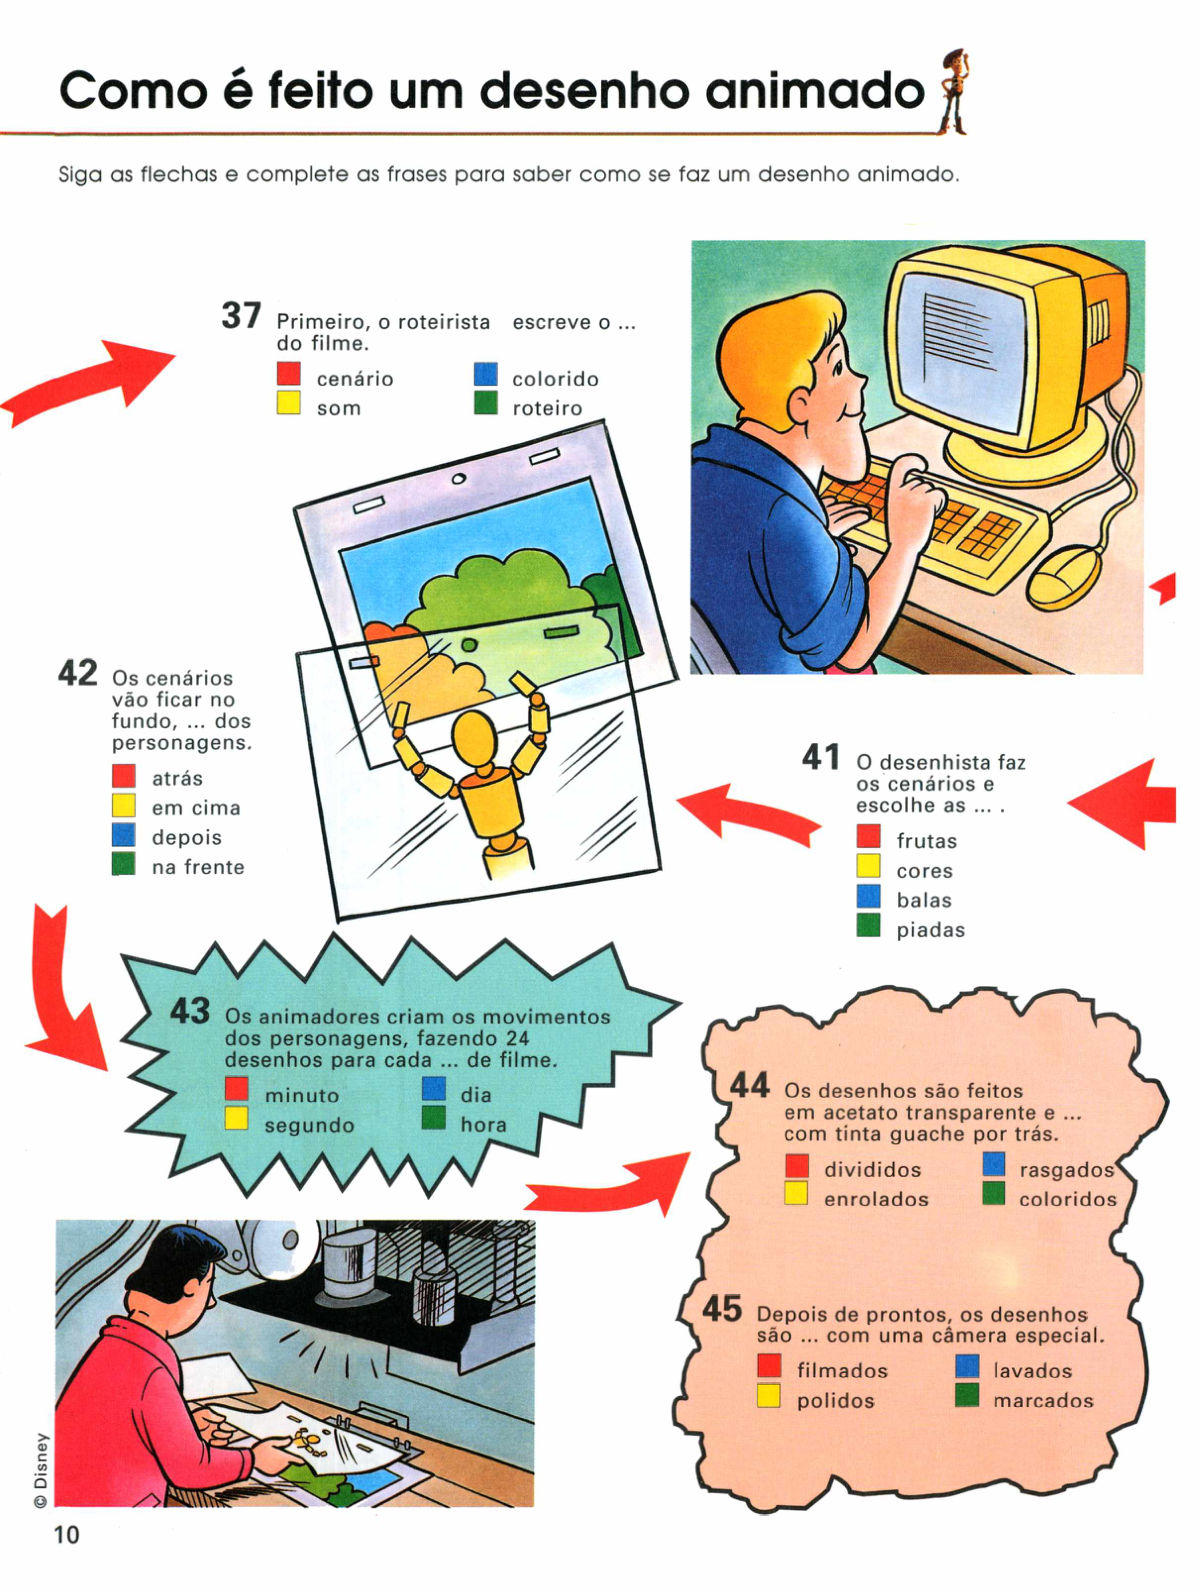 Como é feito um desenho animado
Siga as flechas e complete as frases para saber como se faz um desenho animado.
37 Primeiro, o roteirista escreve o ...
do filme.
cenário
som
colorido
roteiro
42 Os cenários
vão ficar no
fundo, ... dos
personagens.
atrás
em cima
depois
na frente
41 O desenhista faz
os cenários e
escolhe as ... .
frutas
cores
balas
piadas
43 Os animadores criam os movimentos
dos personagens, fazendo 24
desenhos para cada ... de filme.
minuto
segundo
dia
hora
44 Os desenhos são feitos
em acetato transparente e ...
com tinta guache por trás.
divididos
enrolados
rasgados
coloridos
45 Depois de prontos, os desenhos
são ... com uma câmera especial.
filmados
polidos
lavados
marcados
© Disney
10